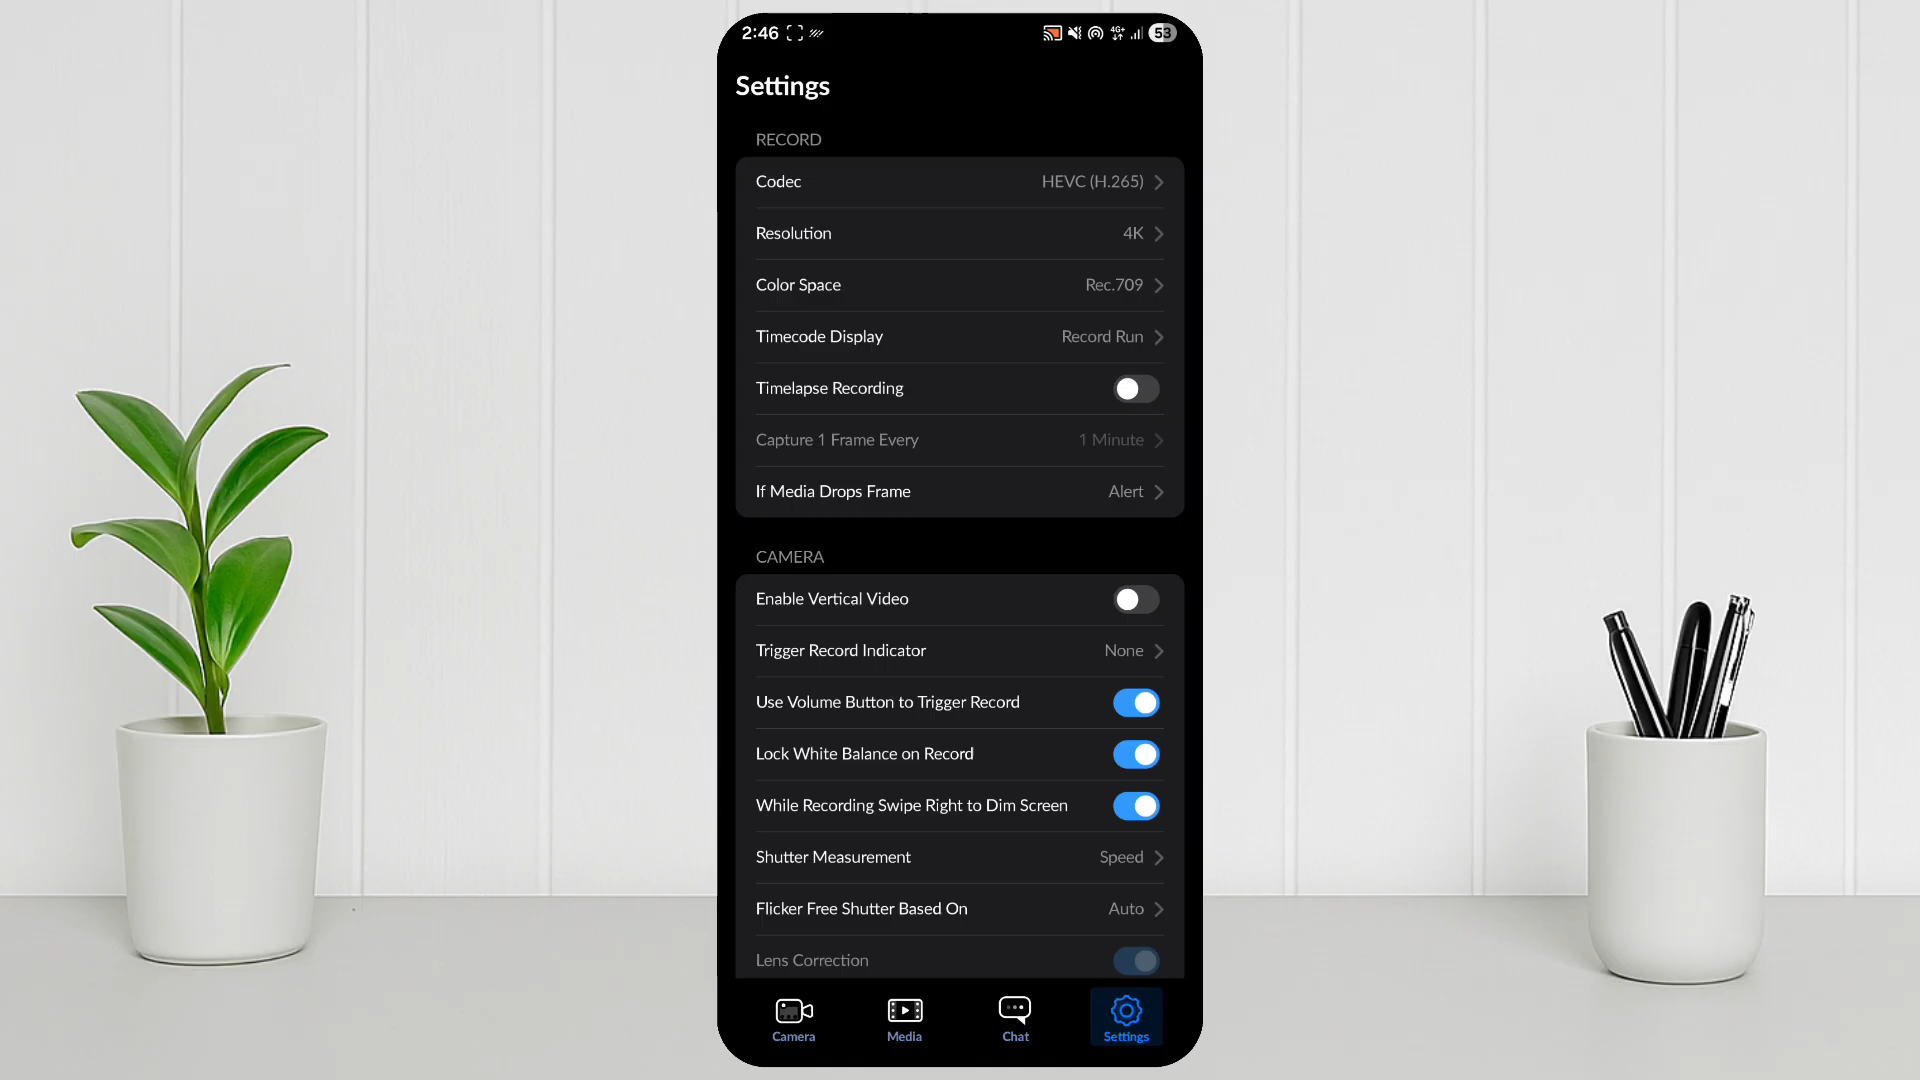 2:46 4G+ 53
Settings
RECORD
Codec HEVC (H.265)
Resolution 4K
Color Space Rec.709
Timecode Display Record Run
Timelapse Recording
Capture 1 Frame Every 1 Minute
If Media Drops Frame Alert
CAMERA
Enable Vertical Video
Trigger Record Indicator None
Use Volume Button to Trigger Record
Lock White Balance on Record
While Recording Swipe Right to Dim Screen
Shutter Measurement Speed
Flicker Free Shutter Based On Auto
Lens Correction
Camera Media Chat Settings